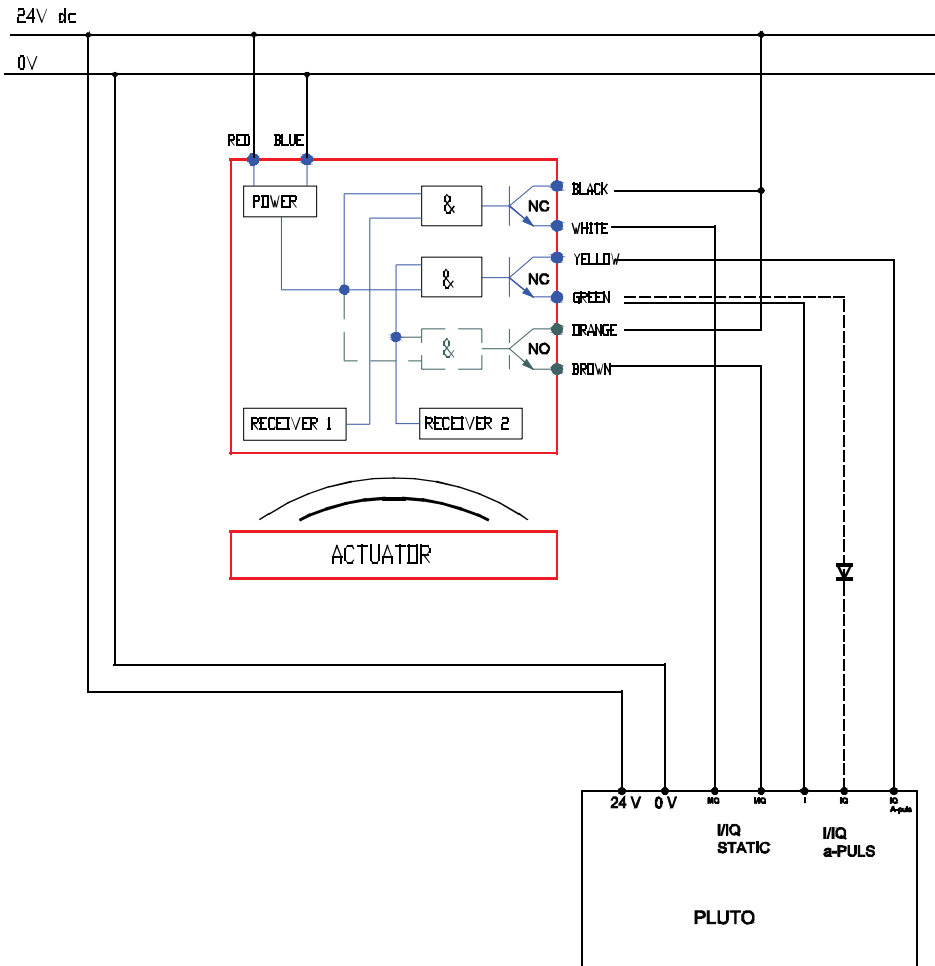 24V dc
0V
RED BLUE
POWER
&
NC
BLACK
WHITE
&
NC
YELLOW
GREEN
&
NO
ORANGE
BROWN
RECEIVER 1
RECEIVER 2
ACTUATOR
24 V
0 V
I/IQ
I/IQ
I
IQ
IQ
A-puls
I/IQ
STATIC
I/IQ
a-PULS
PLUTO